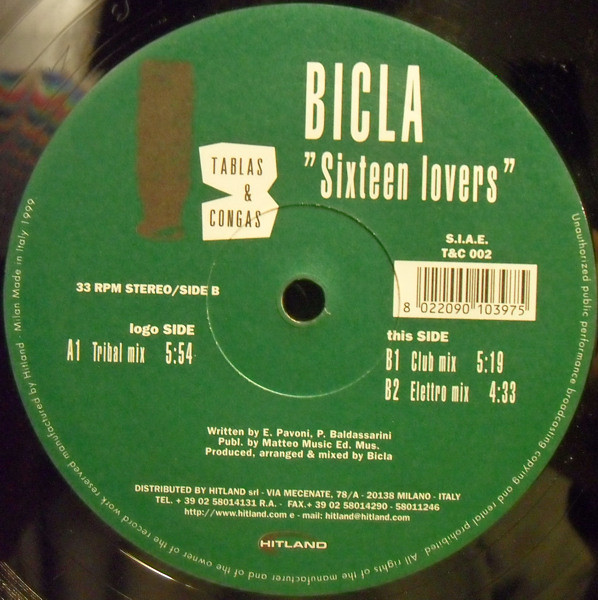 BICLA
"Sixteen lovers"
TABLAS
&
CONGAS
S.I.A.E.
T&C 002
8 022090 103975
33 RPM STEREO/SIDE B
logo SIDE
A1 Tribal mix 5:54
this SIDE
B1 Club mix 5:19
B2 Elettro mix 4:33
Written by E. Pavoni, P. Baldassarini
Publ. by Matteo Music Ed. Mus.
Produced, arranged & mixed by Bicla
DISTRIBUTED BY HITLAND srl - VIA MECENATE, 78/A - 20138 MILANO - ITALY
TEL. + 39 02 58014131 R.A. - FAX.+ 39 02 58014290 - 58011246
http://www.hitland.com e - mail: hitland@hitland.com
HITLAND
Unauthorized public performance broadcasting copying and rental prohibited. All rights of the manufacturer and of the owner of the record work reserved manufactured by Hitland - Milan Made in Italy 1999